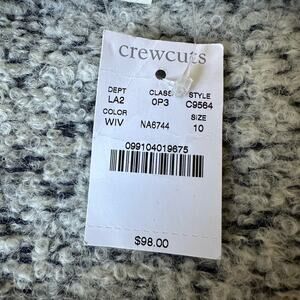 crewcuts
DEPT CLASS STYLE
LA2 0P3 C9564
COLOR SIZE
WIV NA6744 10
099104019675
$98.00